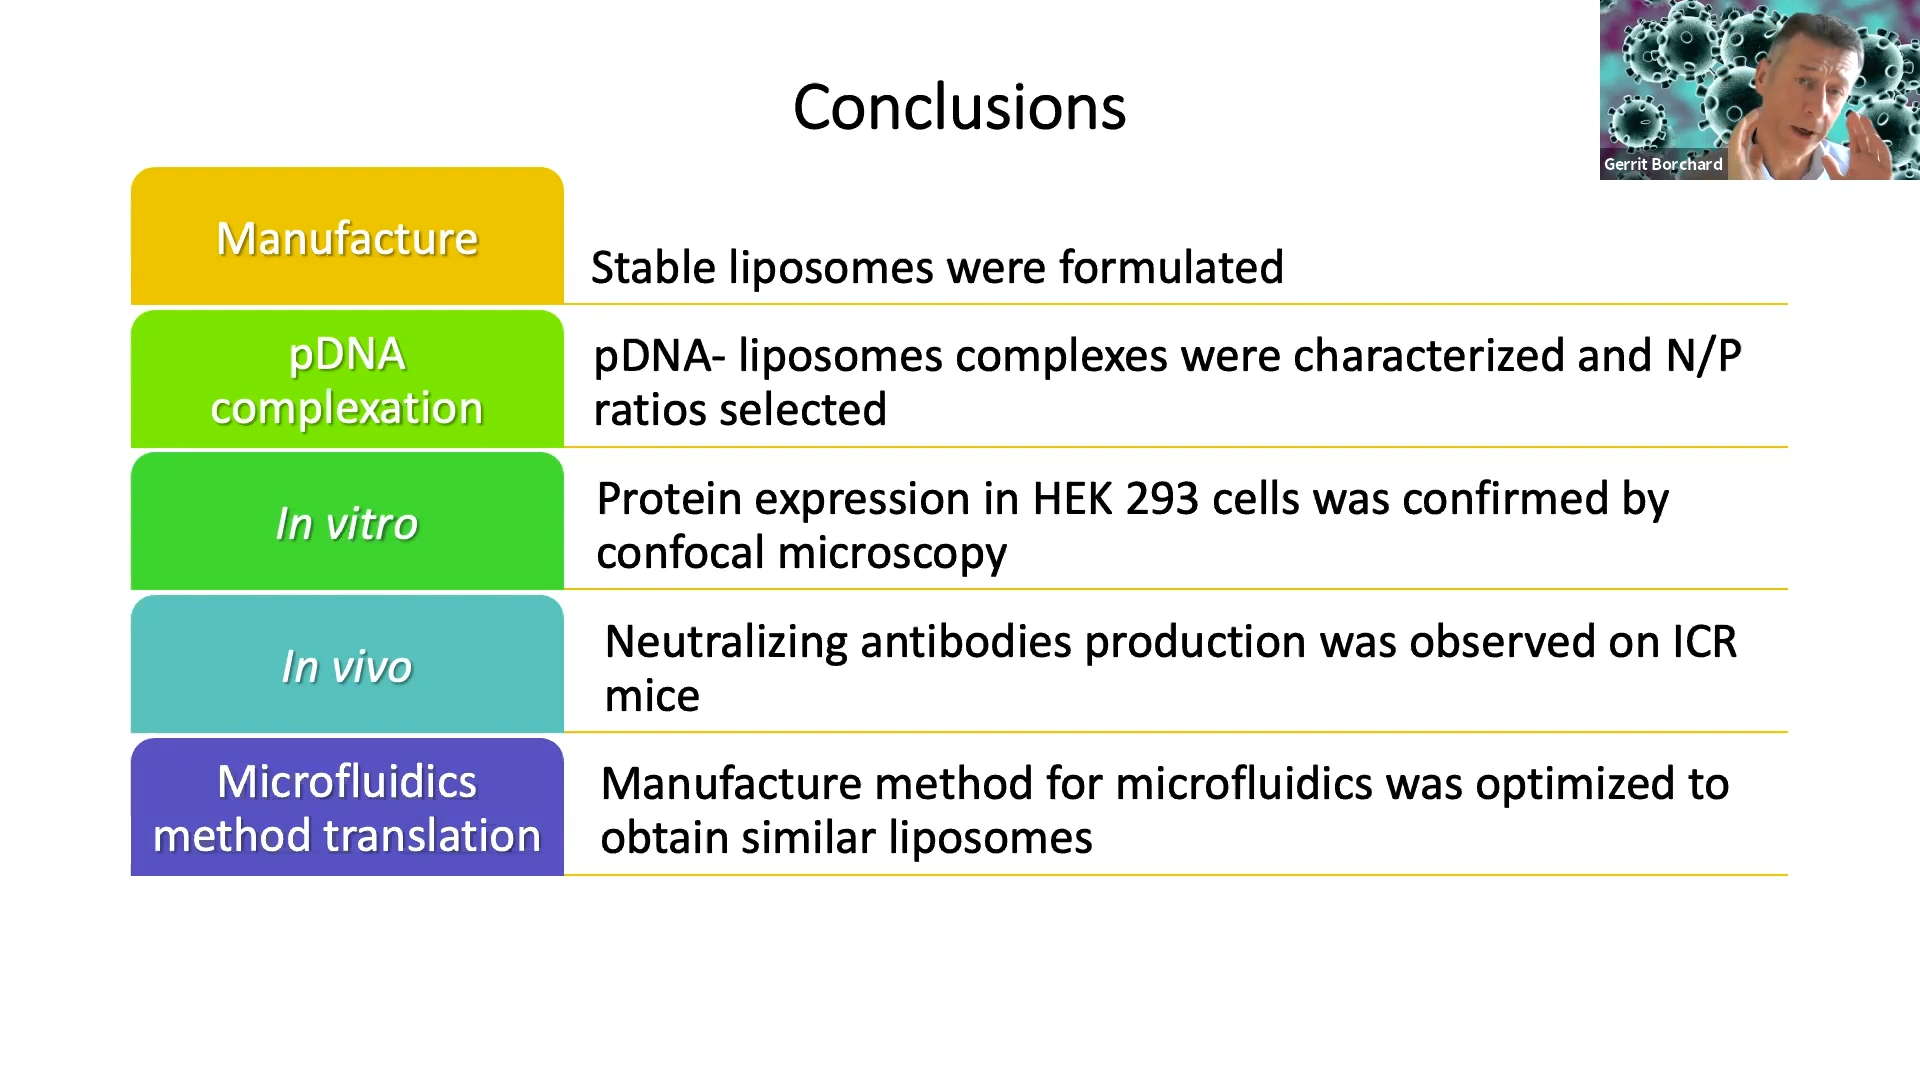 Conclusions
Gerrit Borchard
Manufacture
Stable liposomes were formulated
pDNA
complexation
pDNA- liposomes complexes were characterized and N/P
ratios selected
In vitro
Protein expression in HEK 293 cells was confirmed by
confocal microscopy
In vivo
Neutralizing antibodies production was observed on ICR
mice
Microfluidics
method translation
Manufacture method for microfluidics was optimized to
obtain similar liposomes